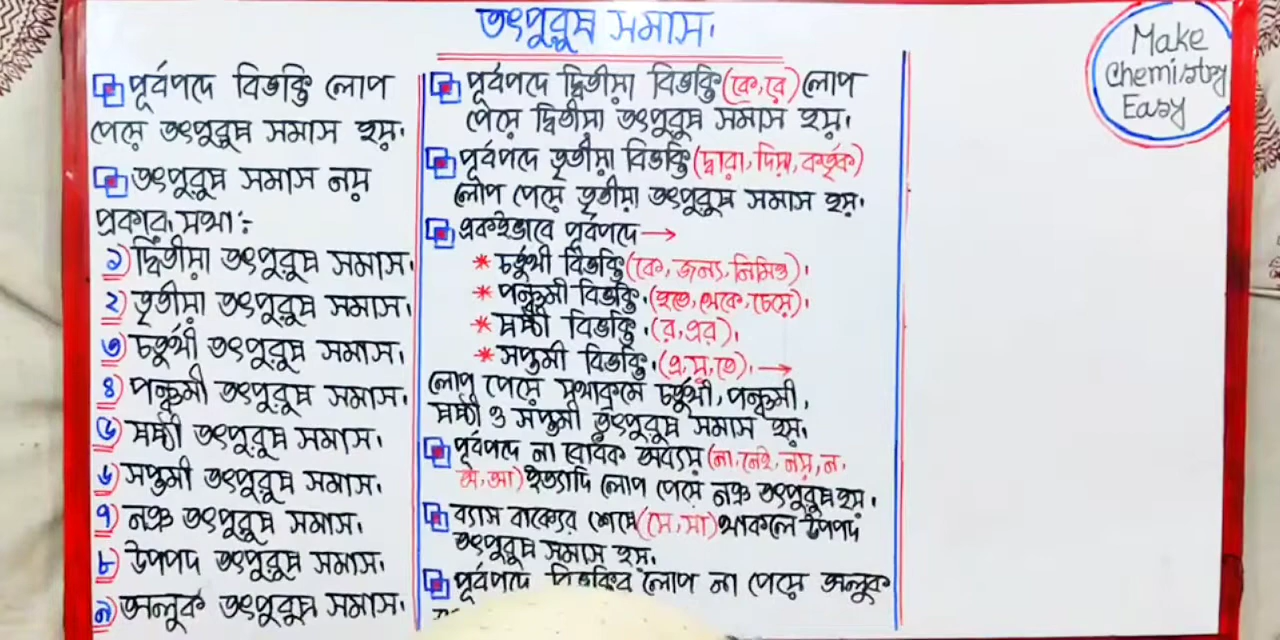 তৎপুরুষ সমাস।
Make
Chemistry
Easy
পূর্বপদে বিভক্তি লোপ
পেয়ে তৎপুরুষ সমাস হয়।
তৎপুরুষ সমাস নয়
প্রকার। যথা:-
১) দ্বিতীয়া তৎপুরুষ সমাস।
২) তৃতীয়া তৎপুরুষ সমাস।
৩) চর্তুথী তৎপুরুষ সমাস।
৪) পঞ্চমী তৎপুরুষ সমাস।
৫) ষষ্ঠী তৎপুরুষ সমাস।
৬) সপ্তমী তৎপুরুষ সমাস।
৭) নঞ তৎপুরুষ সমাস।
৮) উপপদ তৎপুরুষ সমাস।
৯) অলুক তৎপুরুষ সমাস।
পূর্বপদে দ্বিতীয়া বিভক্তি (কে, রে) লোপ
পেয়ে দ্বিতীয়া তৎপুরুষ সমাস হয়।
পূর্বপদে তৃতীয়া বিভক্তি (দ্বারা, দিয়া, কর্তৃক)
লোপ পেয়ে তৃতীয়া তৎপুরুষ সমাস হয়।
একইভাবে পূর্বপদে →
* চর্তুথী বিভক্তি (কে, জন্য, নিমিত্ত)।
* পঞ্চমী বিভক্তি। (হতে, থেকে, চেয়ে)।
* ষষ্ঠী বিভক্তি। (র, এর)।
* সপ্তমী বিভক্তি। (এ, য়, তে)। →
লোপ পেয়ে যথাক্রমে চর্তুথী, পঞ্চমী,
ষষ্ঠী ও সপ্তমী তৎপুরুষ সমাস হয়।
পূর্বপদে না বোধক অব্যয় (না, নেই, নয়, ন,
অ, আ) ইত্যাদি লোপ পেয়ে নঞ তৎপুরুষ হয়।
ব্যাস বাক্যের শেষে (যে, যা) থাকলে উপপদ
তৎপুরুষ সমাস হয়।
পূর্বপদে বিভক্তির লোপ না পেয়ে অলুক